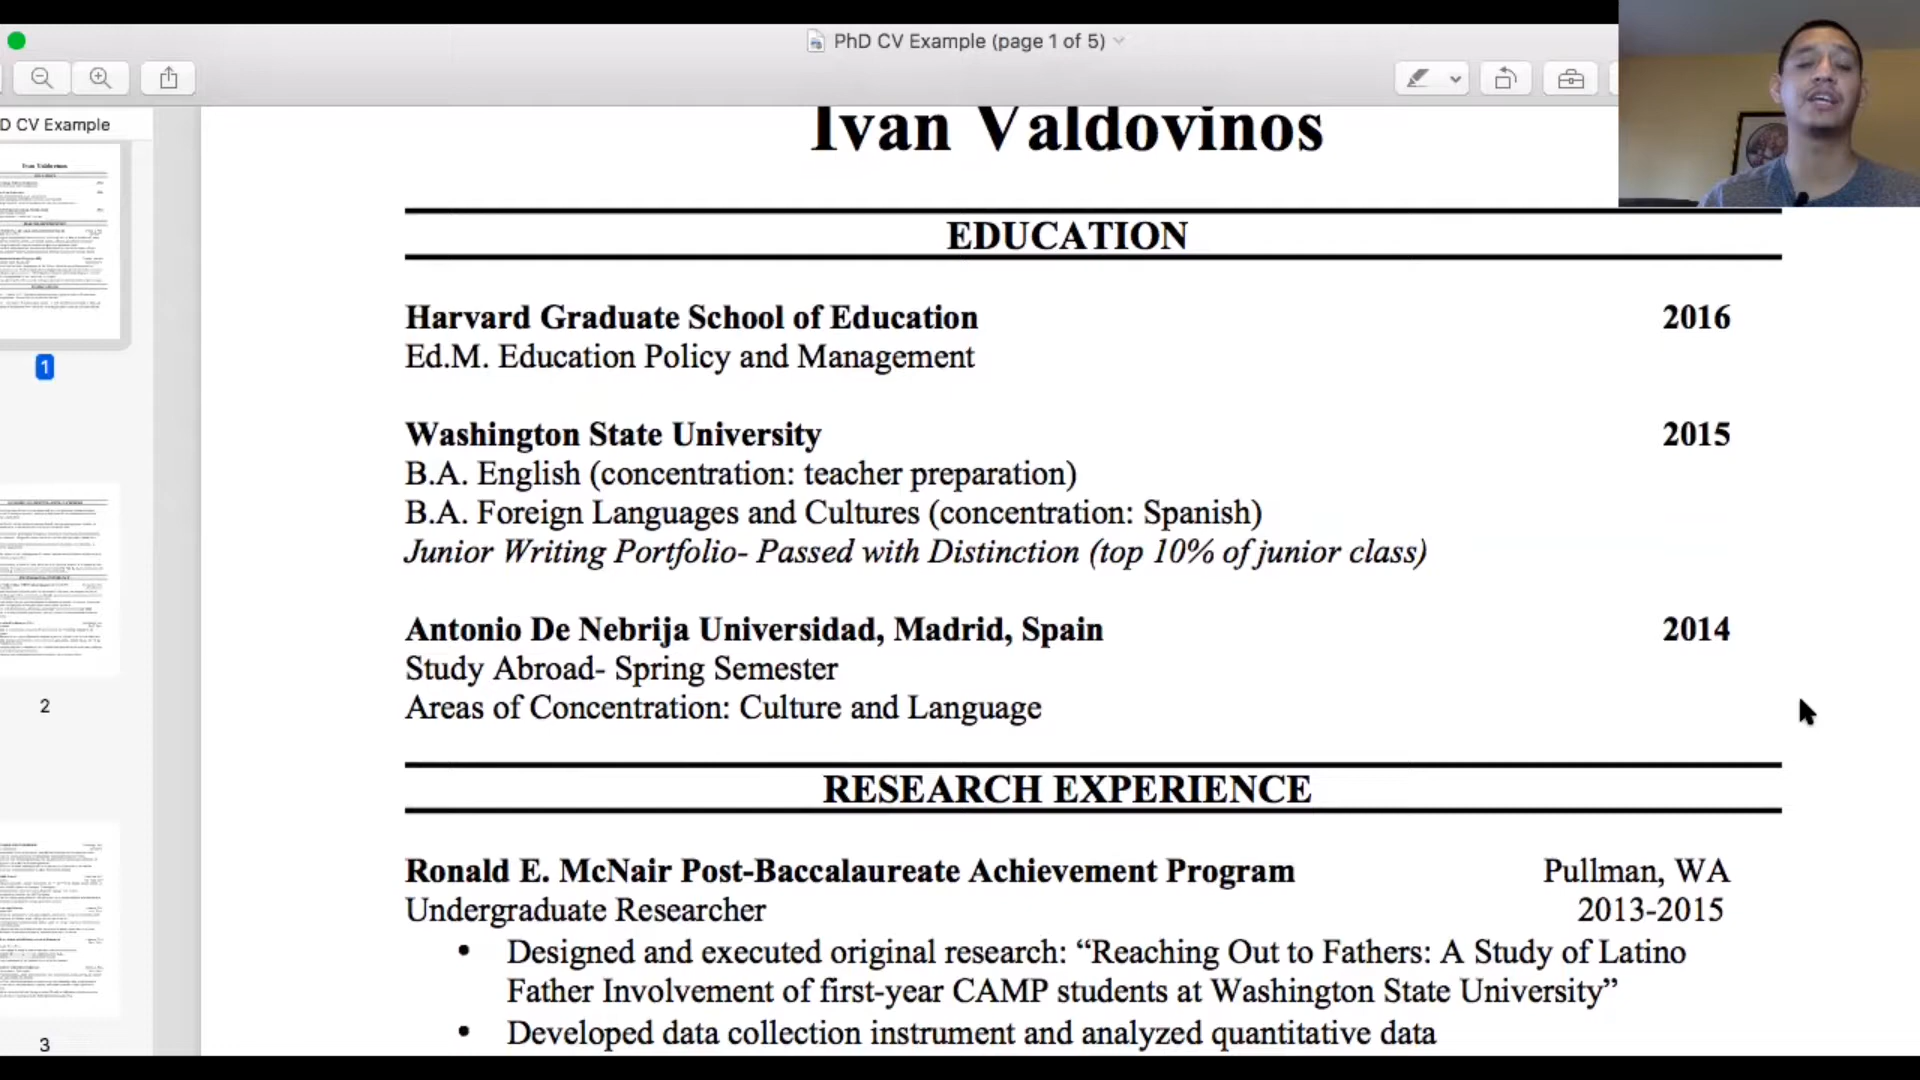 PhD CV Example (page 1 of 5)
D CV Example
Ivan Valdovinos
EDUCATION
Harvard Graduate School of Education 2016
Ed.M. Education Policy and Management
Washington State University 2015
B.A. English (concentration: teacher preparation)
B.A. Foreign Languages and Cultures (concentration: Spanish)
Junior Writing Portfolio- Passed with Distinction (top 10% of junior class)
Antonio De Nebrija Universidad, Madrid, Spain 2014
Study Abroad- Spring Semester
Areas of Concentration: Culture and Language
RESEARCH EXPERIENCE
Ronald E. McNair Post-Baccalaureate Achievement Program Pullman, WA
Undergraduate Researcher 2013-2015
• Designed and executed original research: “Reaching Out to Fathers: A Study of Latino
Father Involvement of first-year CAMP students at Washington State University”
• Developed data collection instrument and analyzed quantitative data
1
2
3